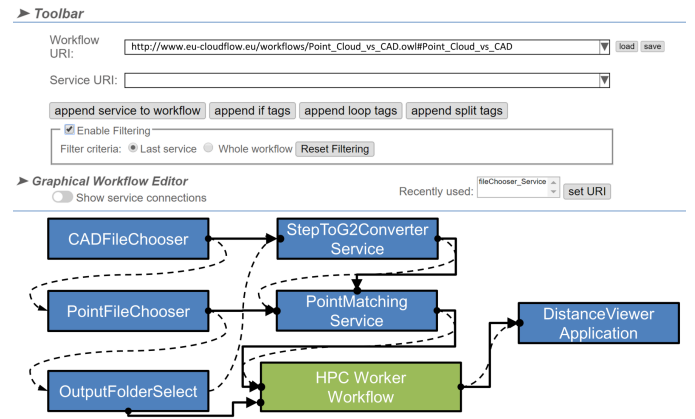 ➤ Toolbar
Workflow
URI:
http://www.eu-cloudflow.eu/workflows/Point_Cloud_vs_CAD.owl#Point_Cloud_vs_CAD
load save
Service URI:
append service to workflow append if tags append loop tags append split tags
Enable Filtering
Filter criteria: Last service Whole workflow Reset Filtering
➤ Graphical Workflow Editor
Show service connections
Recently used: fileChooser_Service set URI
CADFileChooser
StepToG2Converter
Service
PointFileChooser
PointMatching
Service
DistanceViewer
Application
OutputFolderSelect
HPC Worker
Workflow